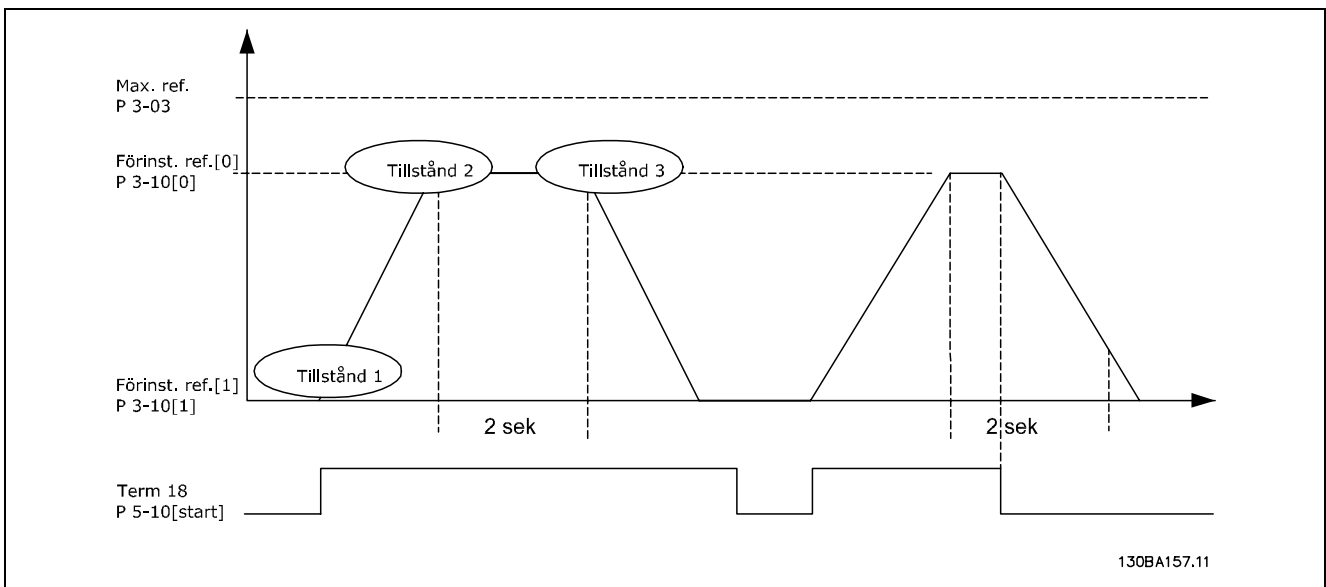 Max. ref.
P 3-03
Förinst. ref.[0]
P 3-10[0]
Tillstånd 2
Tillstånd 3
Tillstånd 1
Förinst. ref.[1]
P 3-10[1]
2 sek
2 sek
Term 18
P 5-10[start]
130BA157.11